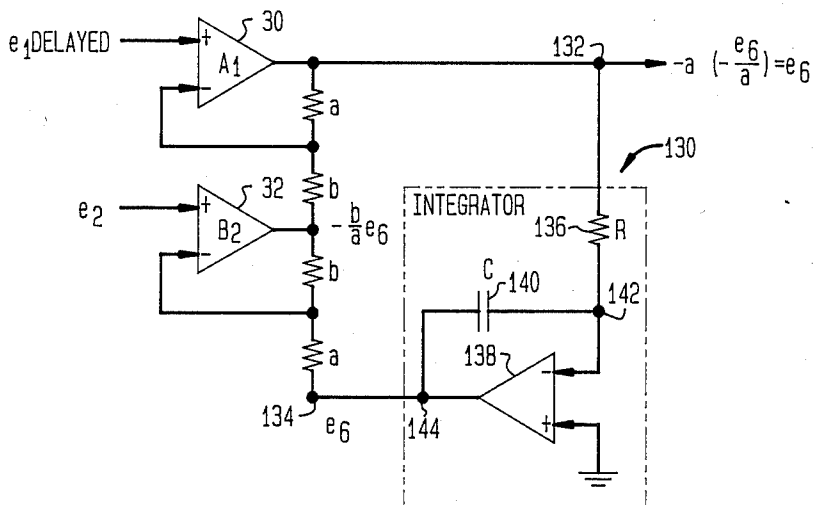 30
132
e₁DELAYED
+
A₁
-
-a (-e₆/a)=e₆
a
130
32
b
INTEGRATOR
e₂
+
B₂
-
-b/a e₆
136
R
b
C
140
142
138
a
-
+
134
e₆
144